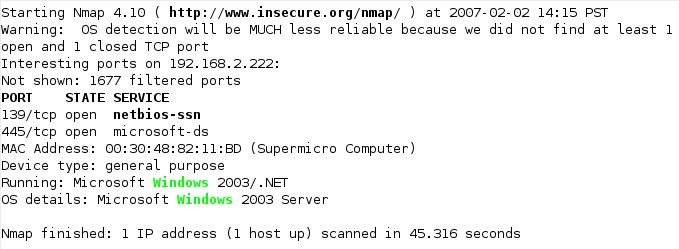 Starting Nmap 4.10 ( http://www.insecure.org/nmap/ ) at 2007-02-02 14:15 PST
Warning:  OS detection will be MUCH less reliable because we did not find at least 1
open and 1 closed TCP port
Interesting ports on 192.168.2.222:
Not shown: 1677 filtered ports
PORT    STATE SERVICE
139/tcp open  netbios-ssn
445/tcp open  microsoft-ds
MAC Address: 00:30:48:82:11:BD (Supermicro Computer)
Device type: general purpose
Running: Microsoft Windows 2003/.NET
OS details: Microsoft Windows 2003 Server
Nmap finished: 1 IP address (1 host up) scanned in 45.316 seconds